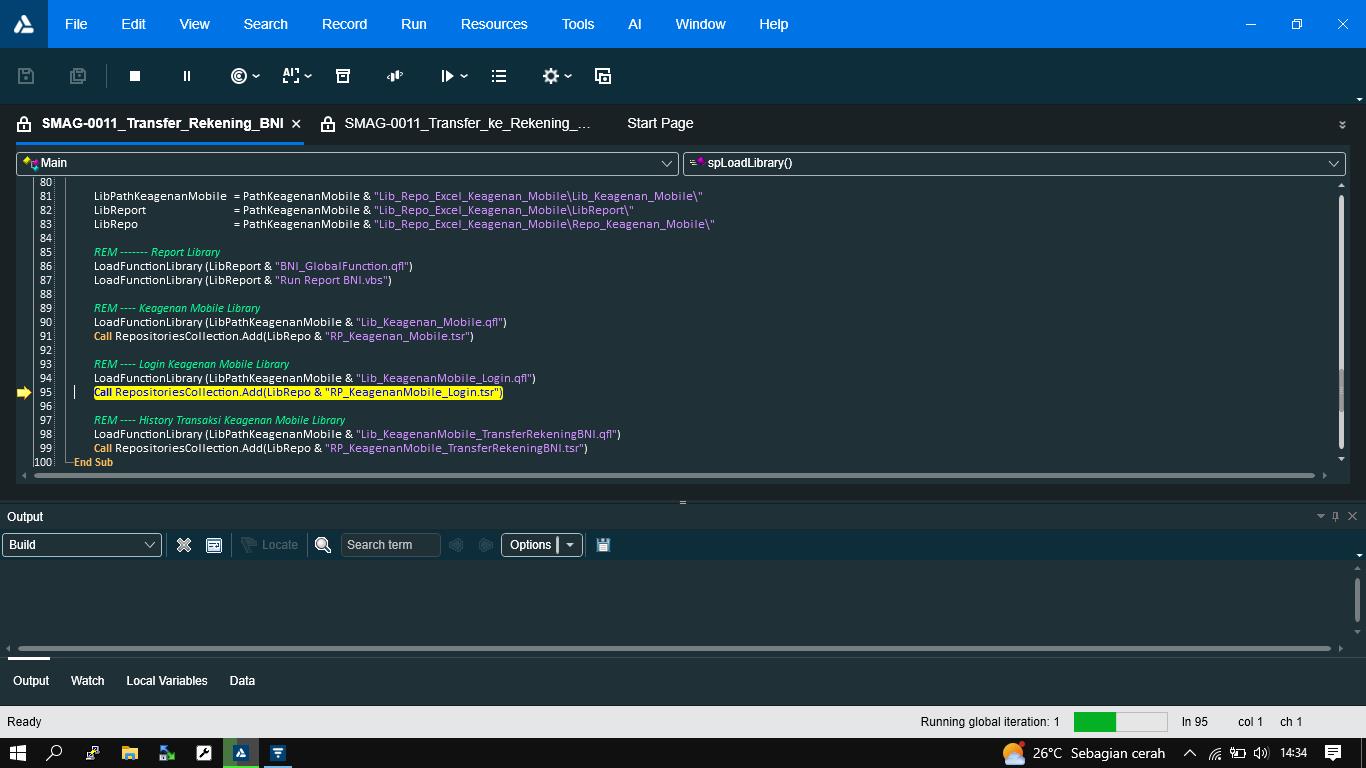 File Edit View Search Record Run Resources Tools AI Window Help
SMAG-0011_Transfer_Rekening_BNI SMAG-0011_Transfer_ke_Rekening_... Start Page
Main spLoadLibrary()
80
81 LibPathKeagenanMobile = PathKeagenanMobile & "Lib_Repo_Excel_Keagenan_Mobile\Lib_Keagenan_Mobile\"
82 LibReport = PathKeagenanMobile & "Lib_Repo_Excel_Keagenan_Mobile\LibReport\"
83 LibRepo = PathKeagenanMobile & "Lib_Repo_Excel_Keagenan_Mobile\Repo_Keagenan_Mobile\"
84
85 REM ------- Report Library
86 LoadFunctionLibrary (LibReport & "BNI_GlobalFunction.qfl")
87 LoadFunctionLibrary (LibReport & "Run Report BNI.vbs")
88
89 REM ---- Keagenan Mobile Library
90 LoadFunctionLibrary (LibPathKeagenanMobile & "Lib_Keagenan_Mobile.qfl")
91 Call RepositoriesCollection.Add(LibRepo & "RP_Keagenan_Mobile.tsr")
92
93 REM ---- Login Keagenan Mobile Library
94 LoadFunctionLibrary (LibPathKeagenanMobile & "Lib_KeagenanMobile_Login.qfl")
95 Call RepositoriesCollection.Add(LibRepo & "RP_KeagenanMobile_Login.tsr")
96
97 REM ---- History Transaksi Keagenan Mobile Library
98 LoadFunctionLibrary (LibPathKeagenanMobile & "Lib_KeagenanMobile_TransferRekeningBNI.qfl")
99 Call RepositoriesCollection.Add(LibRepo & "RP_KeagenanMobile_TransferRekeningBNI.tsr")
100 End Sub
Output
Build Locate Search term Options
Output Watch Local Variables Data
Ready Running global iteration: 1 ln 95 col 1 ch 1
26°C Sebagian cerah 14:34